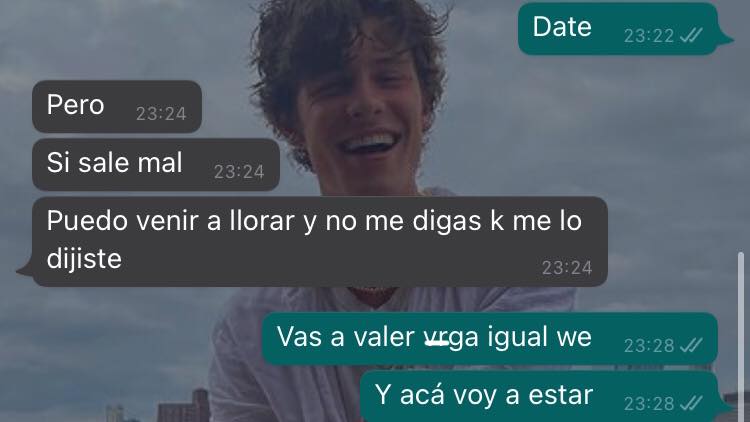 Date 23:22
Pero 23:24
Si sale mal 23:24
Puedo venir a llorar y no me digas k me lo
dijiste 23:24
Vas a valer vrga igual we 23:28
Y acá voy a estar 23:28